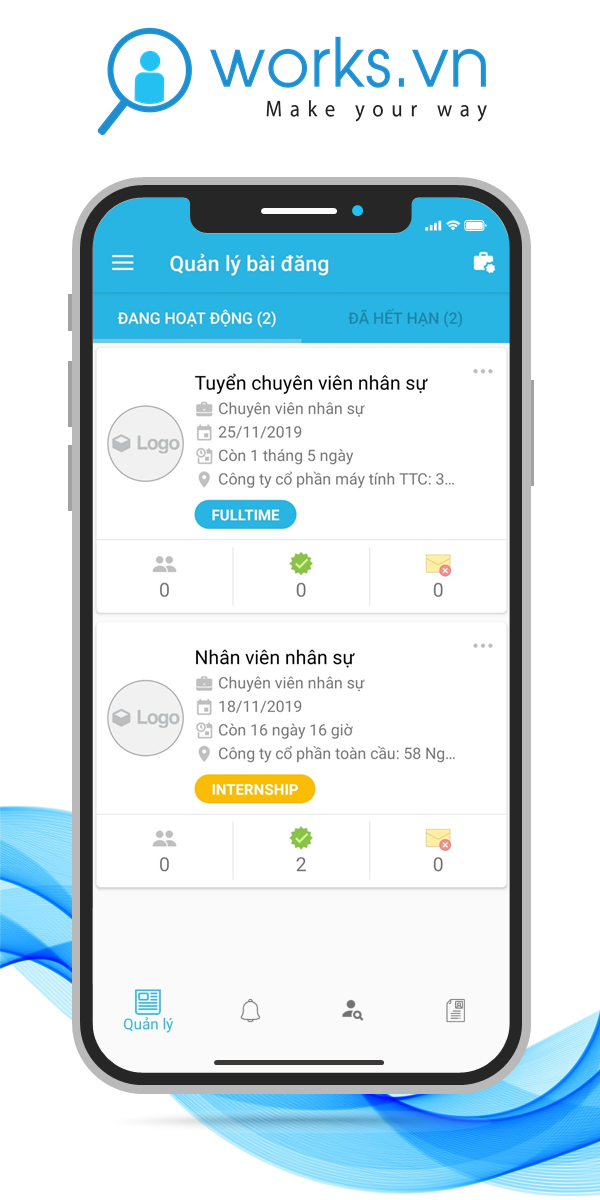 works.vn
Make your way
Quản lý bài đăng
ĐANG HOẠT ĐỘNG (2)
ĐÃ HẾT HẠN (2)
Tuyển chuyên viên nhân sự
Logo
Chuyên viên nhân sự
25/11/2019
Còn 1 tháng 5 ngày
Công ty cổ phần máy tính TTC: 3...
FULLTIME
0
0
0
Nhân viên nhân sự
Logo
Chuyên viên nhân sự
18/11/2019
Còn 16 ngày 16 giờ
Công ty cổ phần toàn cầu: 58 Ng...
INTERNSHIP
0
2
0
Quản lý